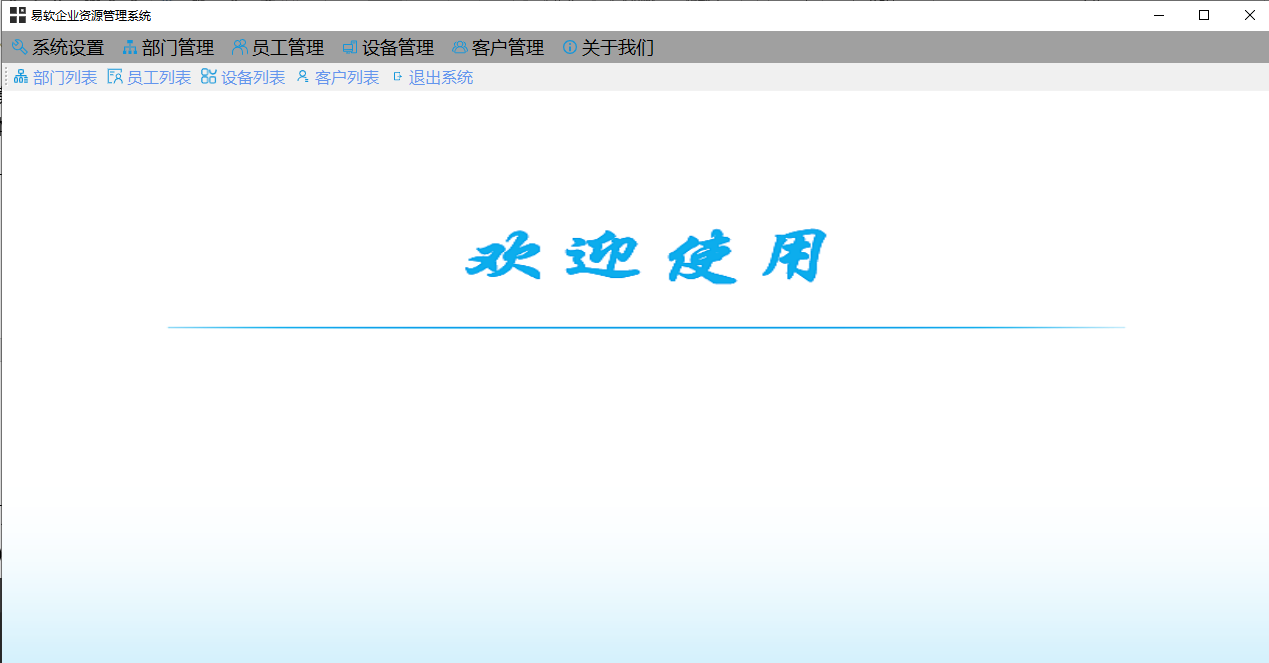 易软企业资源管理系统
系统设置 部门管理 员工管理 设备管理 客户管理 关于我们
部门列表 员工列表 设备列表 客户列表 退出系统
欢迎使用